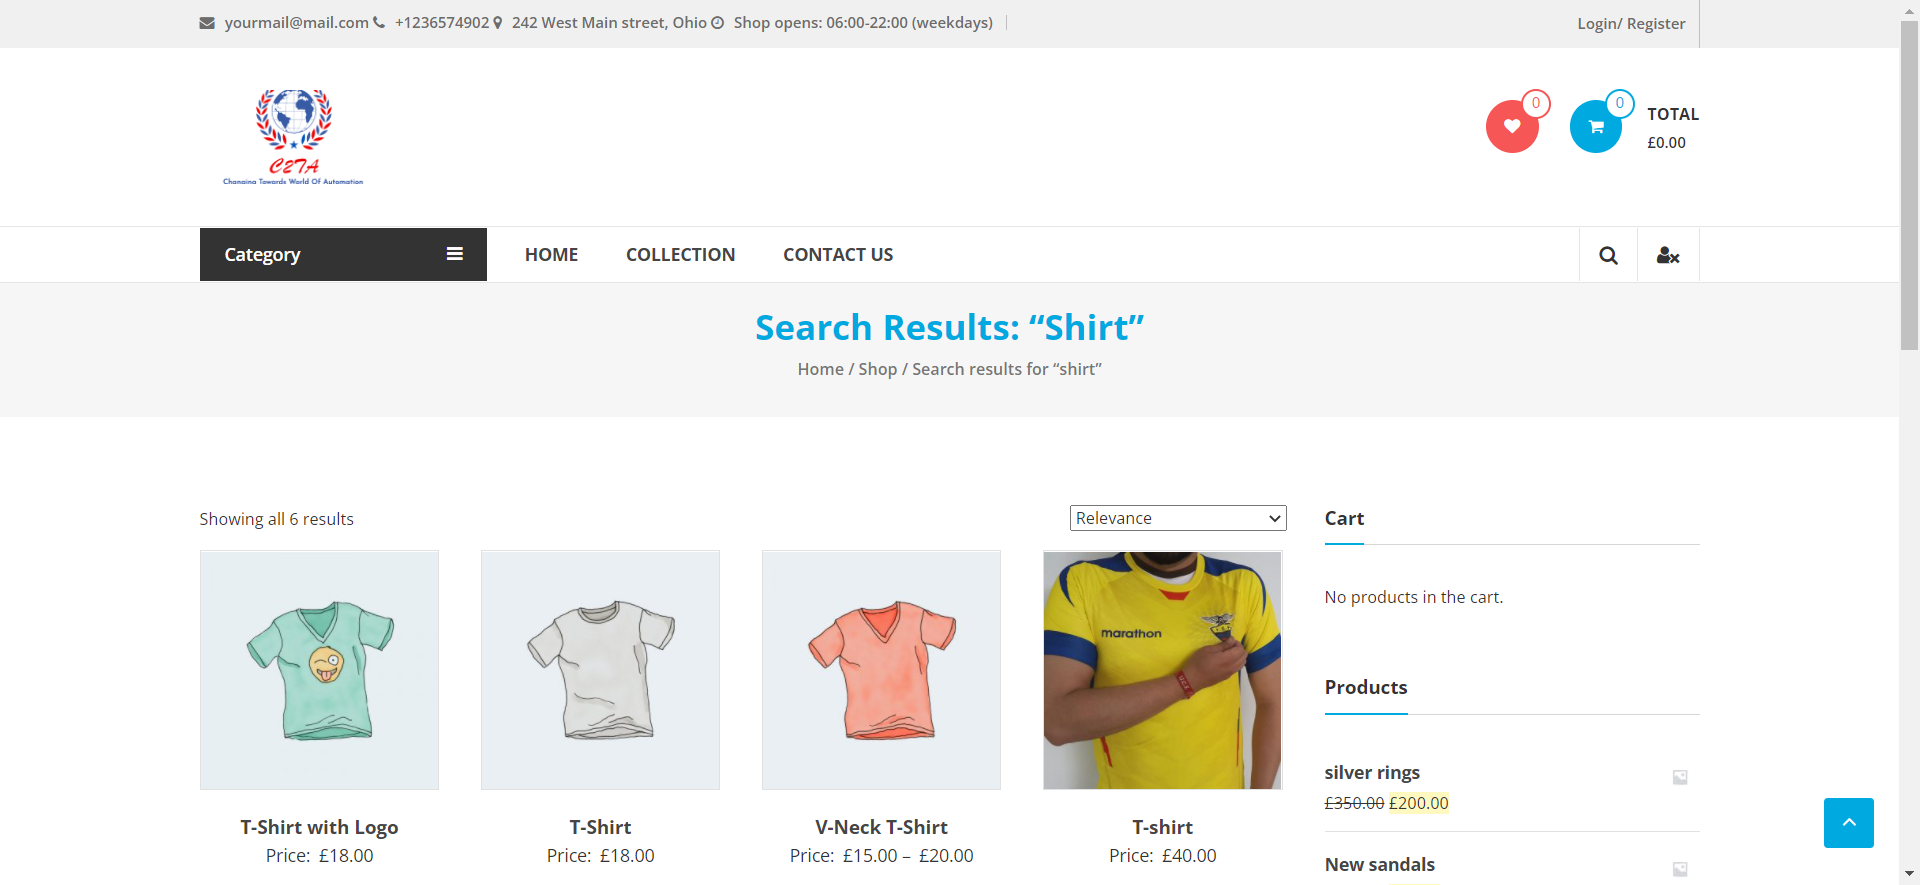 yourmail@mail.com +1236574902 242 West Main street, Ohio Shop opens: 06:00-22:00 (weekdays)
Login/ Register
C2TA
Changing Towards World Of Automation
0
0
TOTAL
£0.00
Category
HOME
COLLECTION
CONTACT US
Search Results: “Shirt”
Home / Shop / Search results for “shirt”
Showing all 6 results
Relevance
marathon
T-Shirt with Logo
Price: £18.00
T-Shirt
Price: £18.00
V-Neck T-Shirt
Price: £15.00 – £20.00
T-shirt
Price: £40.00
Cart
No products in the cart.
Products
silver rings
£350.00 £200.00
New sandals